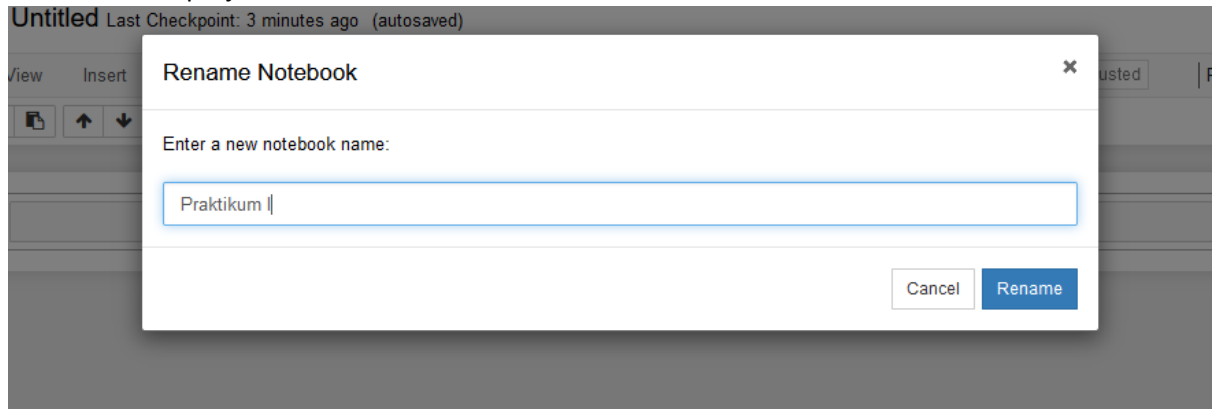 Untitled Last Checkpoint: 3 minutes ago (autosaved)
View Insert
usted
Rename Notebook
Enter a new notebook name:
Praktikum I
Cancel Rename